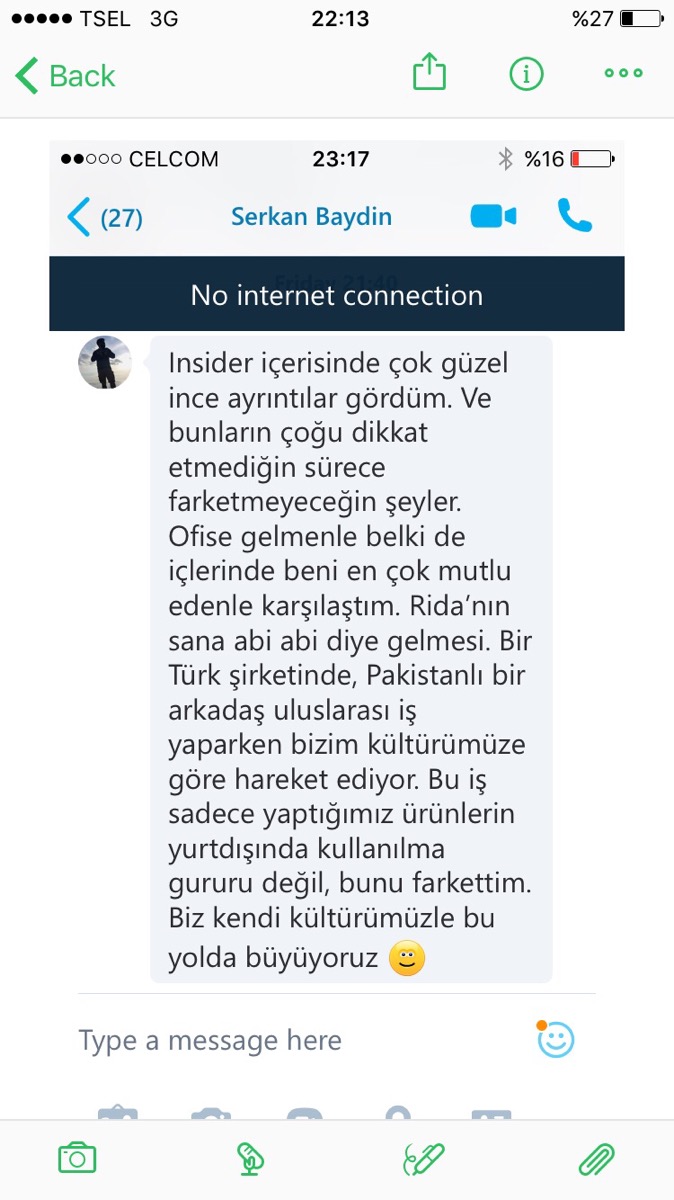 TSEL 3G 22:13 %27
Back
CELCOM 23:17 %16
(27) Serkan Baydin
Friday 21:40
No internet connection
Insider içerisinde çok güzel
ince ayrıntılar gördüm. Ve
bunların çoğu dikkat
etmediğin sürece
farketmeyeceğin şeyler.
Ofise gelmenle belki de
içlerinde beni en çok mutlu
edenle karşılaştım. Rida’nın
sana abi abi diye gelmesi. Bir
Türk şirketinde, Pakistanlı bir
arkadaş uluslarası iş
yaparken bizim kültürümüze
göre hareket ediyor. Bu iş
sadece yaptığımız ürünlerin
yurtdışında kullanılma
gururu değil, bunu farkettim.
Biz kendi kültürümüzle bu
yolda büyüyoruz
Type a message here